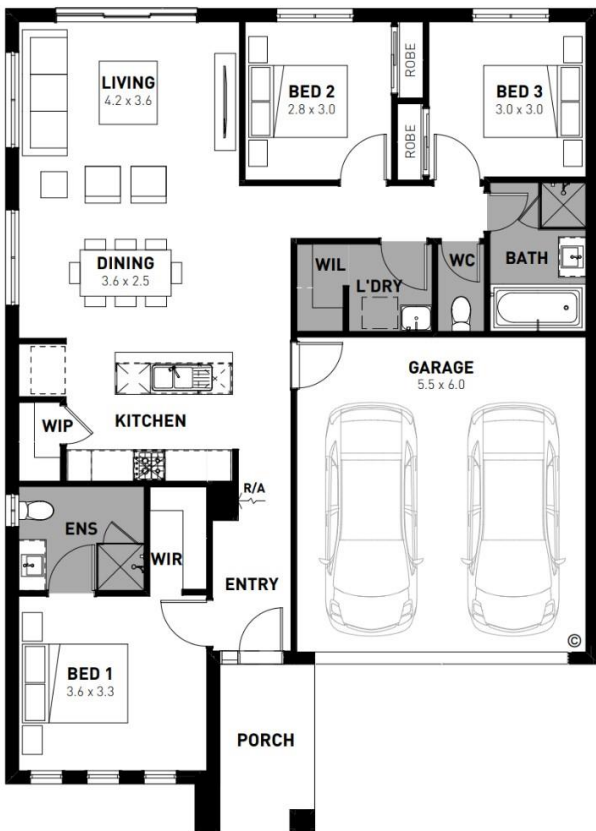 LIVING
4.2 x 3.6
BED 2
2.8 x 3.0
ROBE
ROBE
BED 3
3.0 x 3.0
DINING
3.6 x 2.5
WIL
L'DRY
WC
BATH
GARAGE
5.5 x 6.0
KITCHEN
WIP
R/A
ENS
WIR
ENTRY
BED 1
3.6 x 3.3
PORCH
©